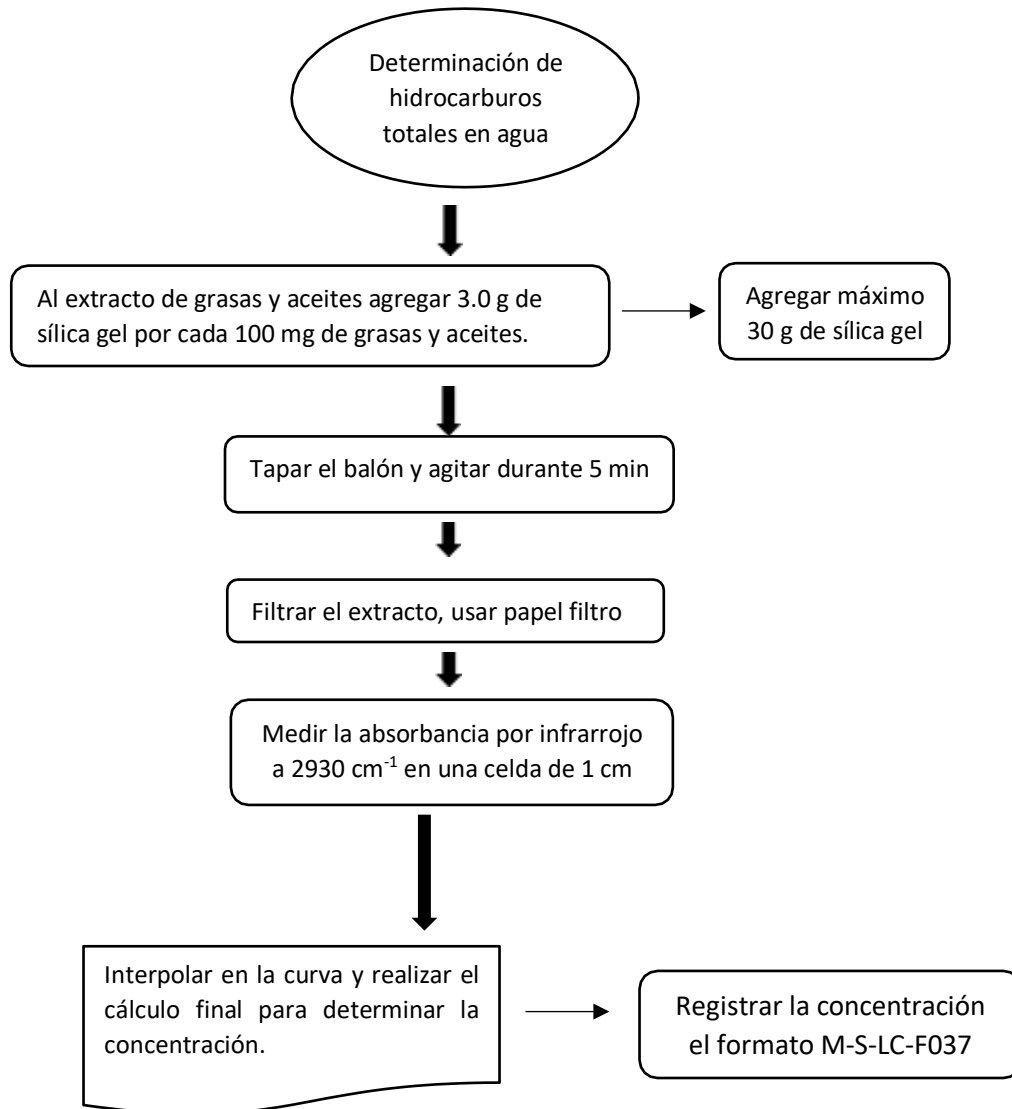 Determinación de
hidrocarburos
totales en agua
Al extracto de grasas y aceites agregar 3.0 g de
sílica gel por cada 100 mg de grasas y aceites.
Agregar máximo
30 g de sílica gel
Tapar el balón y agitar durante 5 min
Filtrar el extracto, usar papel filtro
Medir la absorbancia por infrarrojo
a 2930 cm⁻¹ en una celda de 1 cm
Interpolar en la curva y realizar el
cálculo final para determinar la
concentración.
Registrar la concentración
el formato M-S-LC-F037